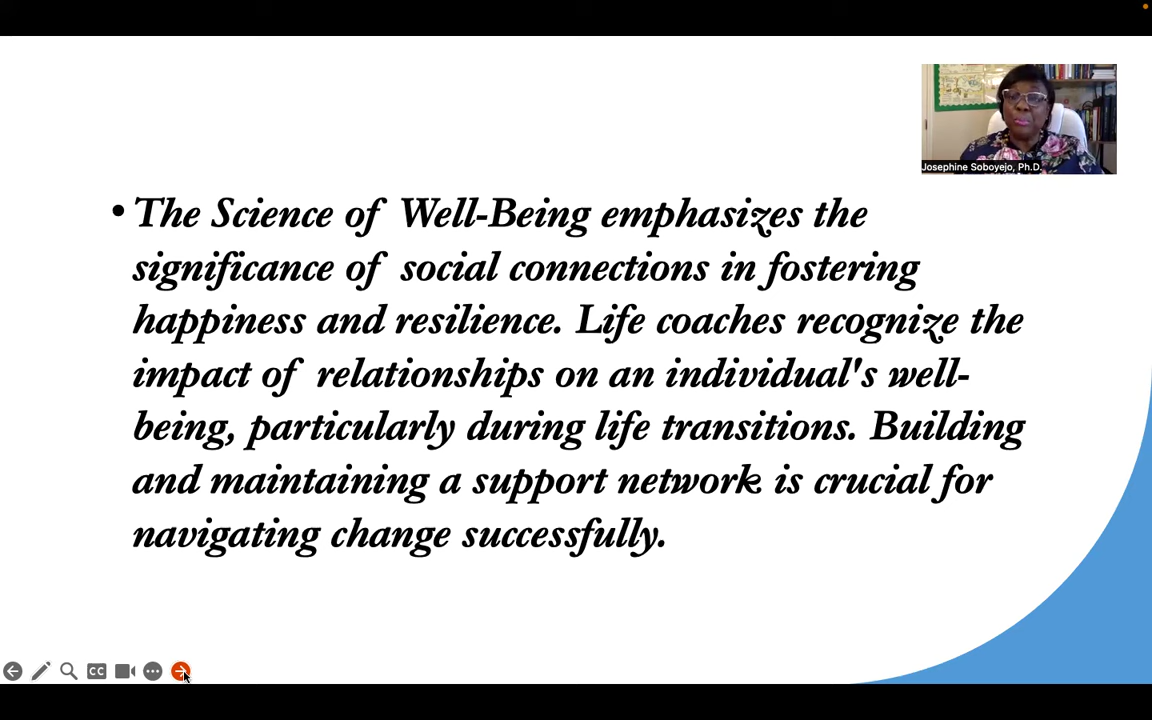 Josephine Soboyejo, Ph.D.
• The Science of Well-Being emphasizes the
significance of social connections in fostering
happiness and resilience. Life coaches recognize the
impact of relationships on an individual's well-
being, particularly during life transitions. Building
and maintaining a support network is crucial for
navigating change successfully.
CC